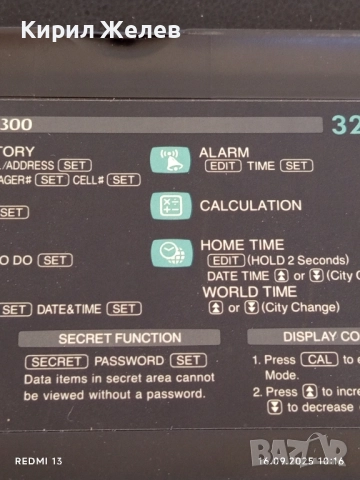 Кирил Желев
300
32
TORY
./ADDRESS SET
AGER# SET CELL# SET
SET
O DO SET
SET DATE&TIME SET
ALARM
EDIT TIME SET
CALCULATION
HOME TIME
EDIT (HOLD 2 Seconds)
DATE TIME or (City C
WORLD TIME
or (City Change)
SECRET FUNCTION
SECRET PASSWORD SET
Data items in secret area cannot
be viewed without a password.
DISPLAY CO
1. Press CAL to e
Mode.
2. Press to incre
to decrease
REDMI 13
16.09.2025 10:16
bazar